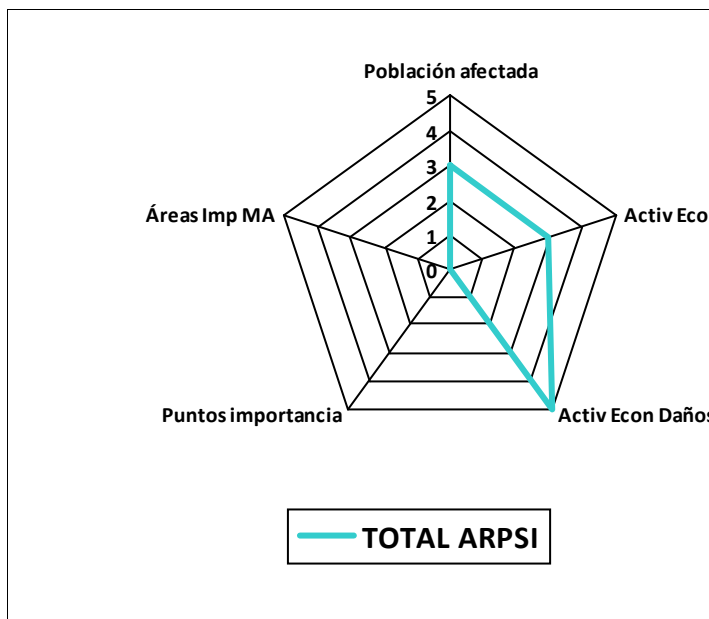 Población afectada
5
4
3
2
1
0
Áreas Imp MA
Activ Eco
Puntos importancia
Activ Econ Daños
TOTAL ARPSI